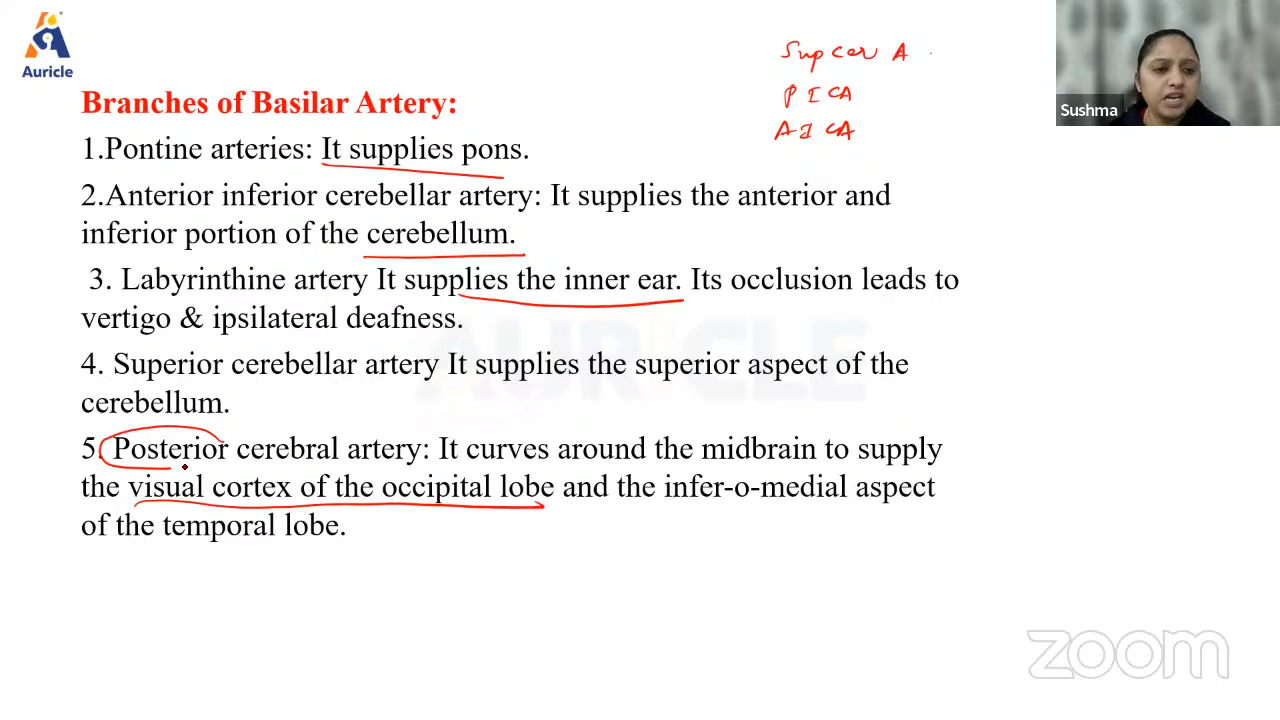 Auricle
Sup cer A
P I CA
A I CA
Sushma
Branches of Basilar Artery:
1.Pontine arteries: It supplies pons.
2.Anterior inferior cerebellar artery: It supplies the anterior and
inferior portion of the cerebellum.
3. Labyrinthine artery It supplies the inner ear. Its occlusion leads to
vertigo & ipsilateral deafness.
AURICLE
4. Superior cerebellar artery It supplies the superior aspect of the
cerebellum.
5. Posterior cerebral artery: It curves around the midbrain to supply
the visual cortex of the occipital lobe and the infer-o-medial aspect
of the temporal lobe.
zoom